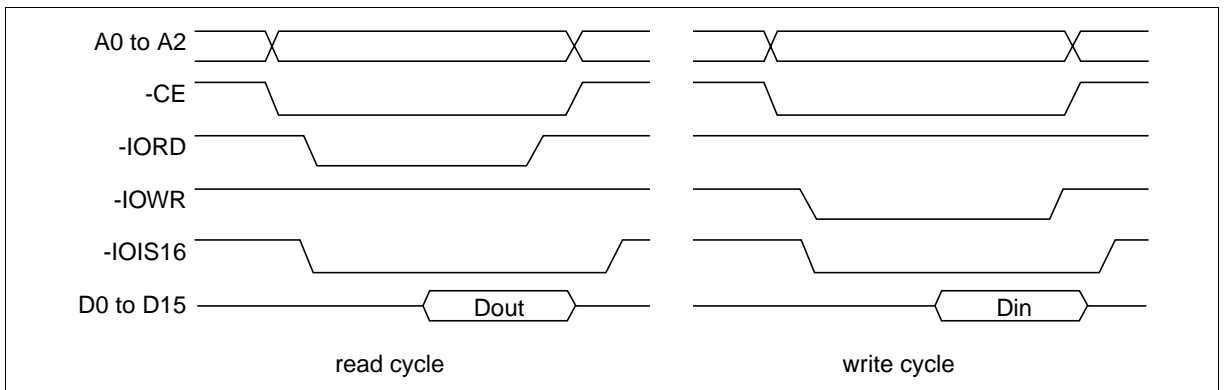 A0 to A2
-CE
-IORD
-IOWR
-IOIS16
D0 to D15 Dout Din
read cycle write cycle